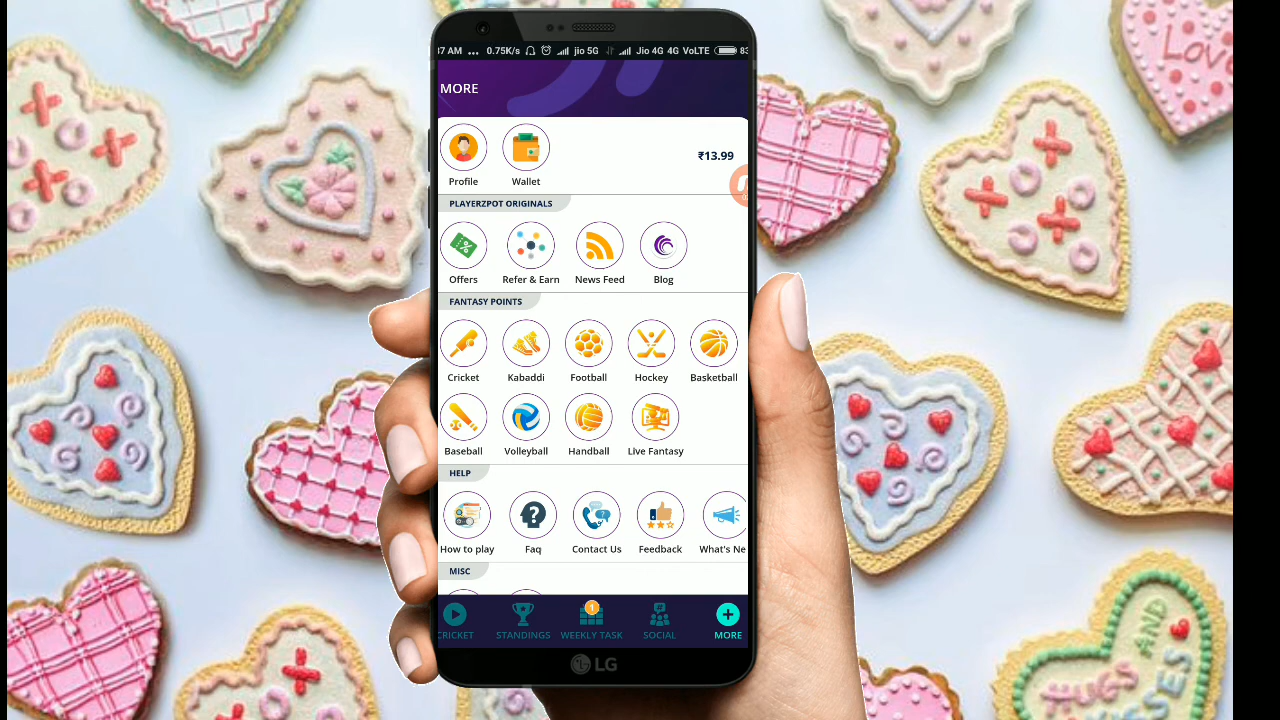 37 AM ... 0.75K/s jio 5G Jio 4G 4G VoLTE 83
MORE
₹13.99
Profile Wallet
PLAYERZPOT ORIGINALS
Offers Refer & Earn News Feed Blog
FANTASY POINTS
Cricket Kabaddi Football Hockey Basketball
Baseball Volleyball Handball Live Fantasy
HELP
How to play Faq Contact Us Feedback What's Ne
MISC
1
CRICKET STANDINGS WEEKLY TASK SOCIAL MORE
LG
LOVE
HUGS AND KISSES